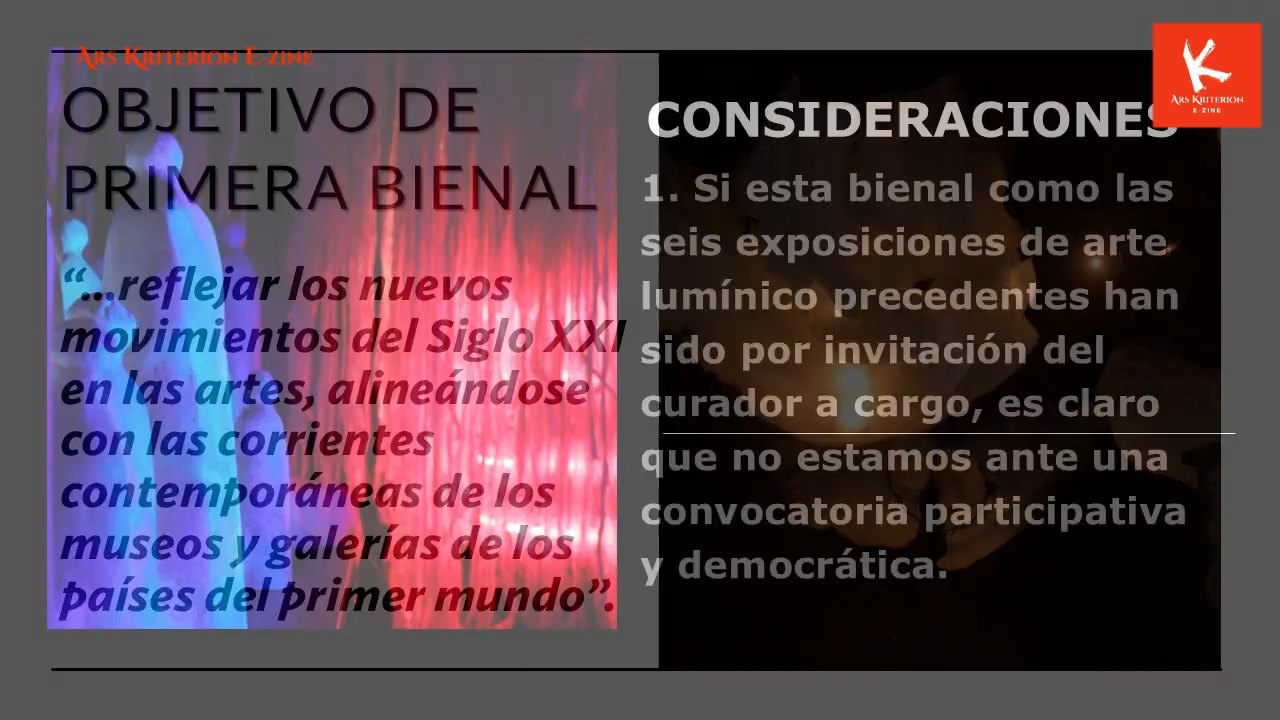 Ars Kriterion E-zine
OBJETIVO DE
PRIMERA BIENAL
“...reflejar los nuevos
movimientos del Siglo XXI
en las artes, alineándose
con las corrientes
contemporáneas de los
museos y galerías de los
países del primer mundo”.
CONSIDERACIONES
1. Si esta bienal como las
seis exposiciones de arte
lumínico precedentes han
sido por invitación del
curador a cargo, es claro
que no estamos ante una
convocatoria participativa
y democrática.
K
Ars Kriterion
E-ZINE